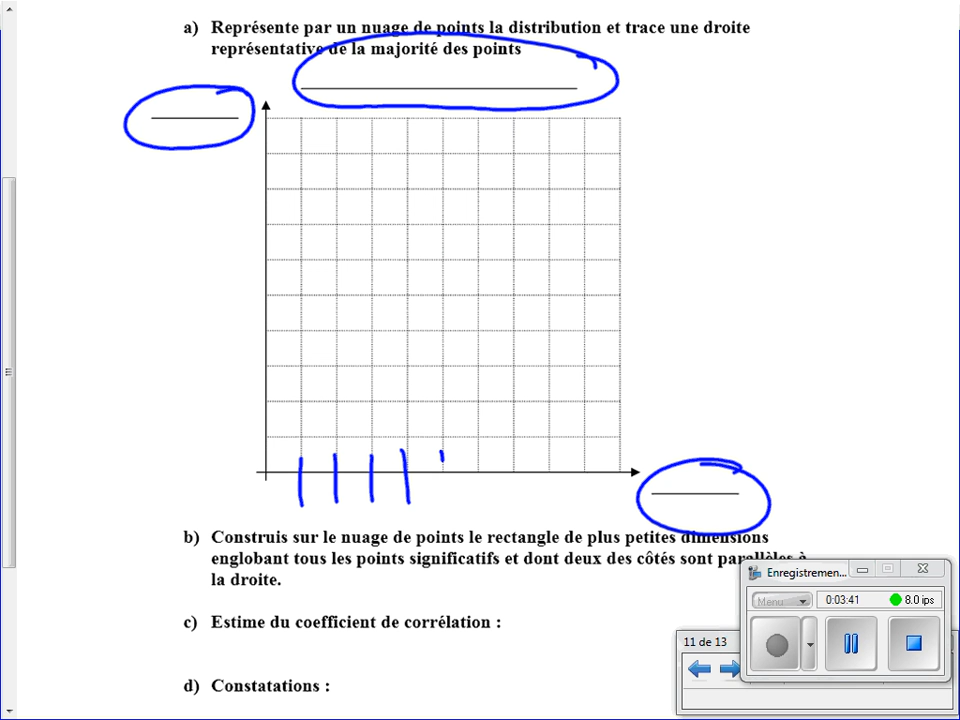 a) Représente par un nuage de points la distribution et trace une droite
représentative de la majorité des points
b) Construis sur le nuage de points le rectangle de plus petites dimensions
englobant tous les points significatifs et dont deux des côtés sont parallèles à
la droite.
Enregistremen...
Menu
0:03:41
8.0 ips
c) Estime du coefficient de corrélation :
11 de 13
d) Constatations :